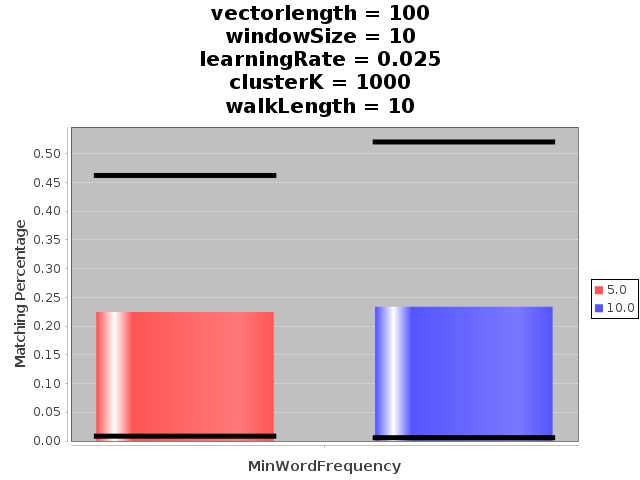 vectorlength = 100
windowSize = 10
learningRate = 0.025
clusterK = 1000
walkLength = 10
Matching Percentage
0.50
0.45
0.40
0.35
0.30
0.25
0.20
0.15
0.10
0.05
0.00
MinWordFrequency
5.0
10.0